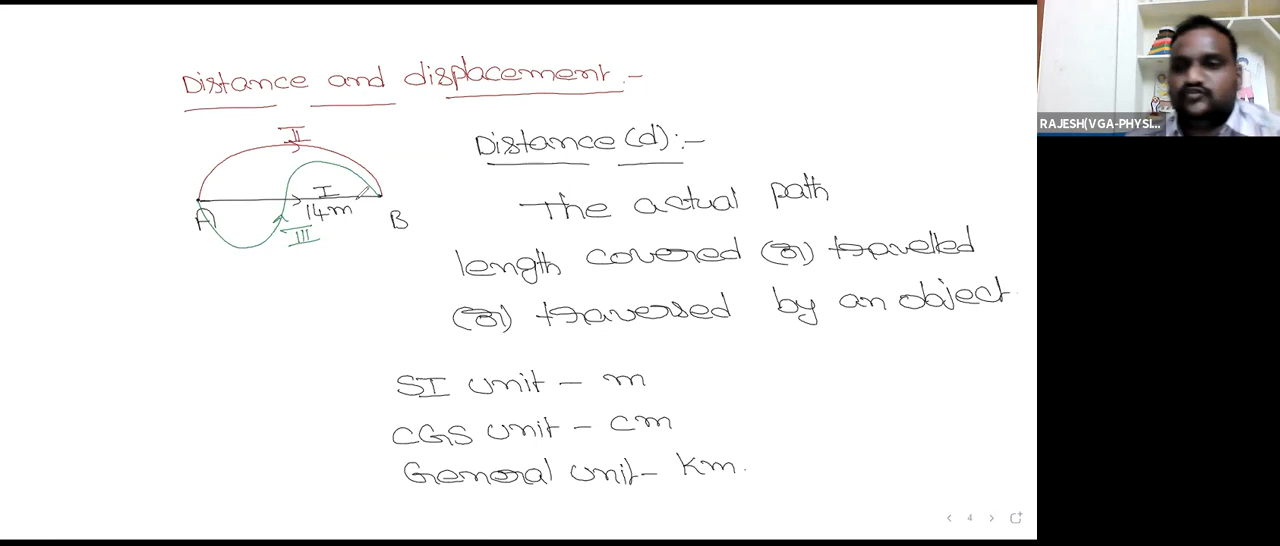 Distance and displacement :-
II
I
A
14m
B
III
Distance (d) :-
The actual path
length covered (or) travelled
(or) traversed by an object
SI unit - m
CGS unit - cm
General unit - Km.
4
RAJESH(VGA-PHYSI...